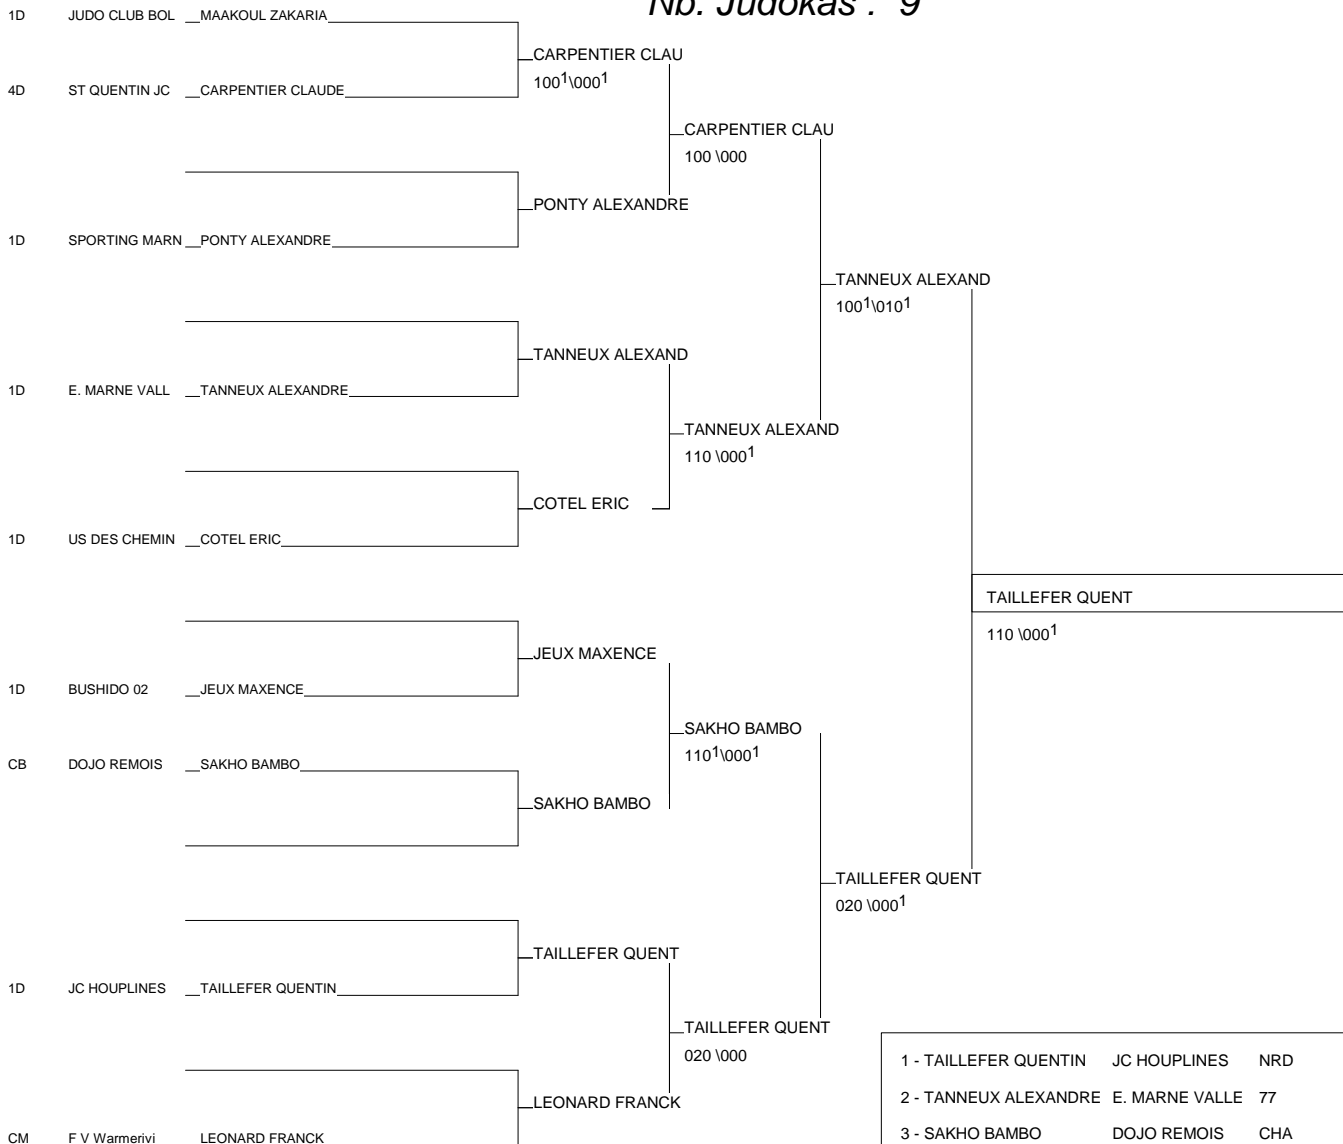 Nb. Judokas : 9
1D JUDO CLUB BOL MAAKOUL ZAKARIA
CARPENTIER CLAU
100¹\000¹
4D ST QUENTIN JC CARPENTIER CLAUDE
CARPENTIER CLAU
100 \000
PONTY ALEXANDRE
1D SPORTING MARN PONTY ALEXANDRE
TANNEUX ALEXAND
100¹\010¹
TANNEUX ALEXAND
1D E. MARNE VALL TANNEUX ALEXANDRE
TANNEUX ALEXAND
110 \000¹
COTEL ERIC
1D US DES CHEMIN COTEL ERIC
TAILLEFER QUENT
110 \000¹
JEUX MAXENCE
1D BUSHIDO 02 JEUX MAXENCE
SAKHO BAMBO
110¹\000¹
CB DOJO REMOIS SAKHO BAMBO
SAKHO BAMBO
TAILLEFER QUENT
020 \000¹
TAILLEFER QUENT
1D JC HOUPLINES TAILLEFER QUENTIN
TAILLEFER QUENT
020 \000
LEONARD FRANCK
CM F V Warmerivi LEONARD FRANCK
1 - TAILLEFER QUENTIN JC HOUPLINES NRD
2 - TANNEUX ALEXANDRE E. MARNE VALLE 77
3 - SAKHO BAMBO DOJO REMOIS CHA